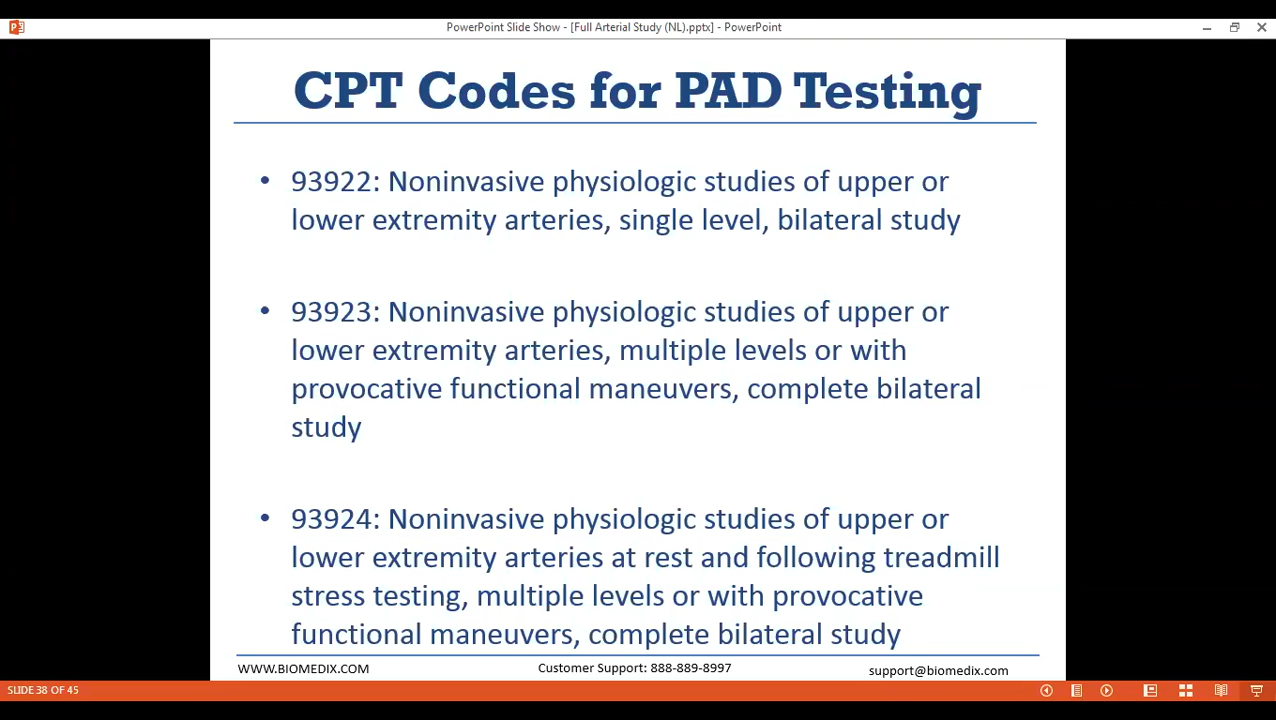 PowerPoint Slide Show - [Full Arterial Study (NL).pptx] - PowerPoint
CPT Codes for PAD Testing
• 93922: Noninvasive physiologic studies of upper or
lower extremity arteries, single level, bilateral study
• 93923: Noninvasive physiologic studies of upper or
lower extremity arteries, multiple levels or with
provocative functional maneuvers, complete bilateral
study
• 93924: Noninvasive physiologic studies of upper or
lower extremity arteries at rest and following treadmill
stress testing, multiple levels or with provocative
functional maneuvers, complete bilateral study
WWW.BIOMEDIX.COM
Customer Support: 888-889-8997
support@biomedix.com
SLIDE 38 OF 45